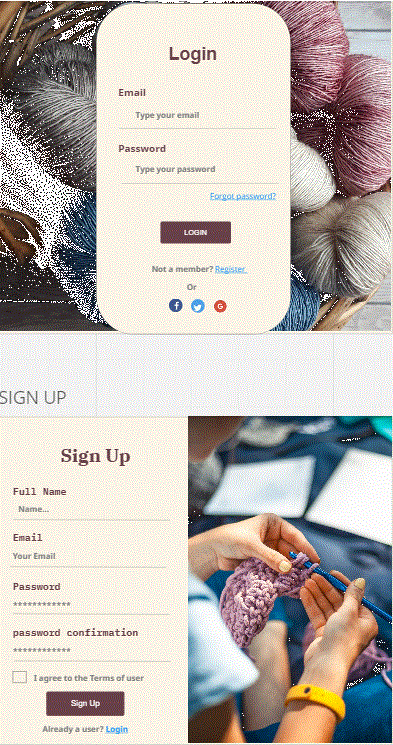 Login
Email
Type your email
Password
Type your password
Forgot password?
LOGIN
Not a member? Register
Or
SIGN UP
Sign Up
Full Name
Name...
Email
Your Email
Password
************
password confirmation
************
I agree to the Terms of user
Sign Up
Already a user? Login